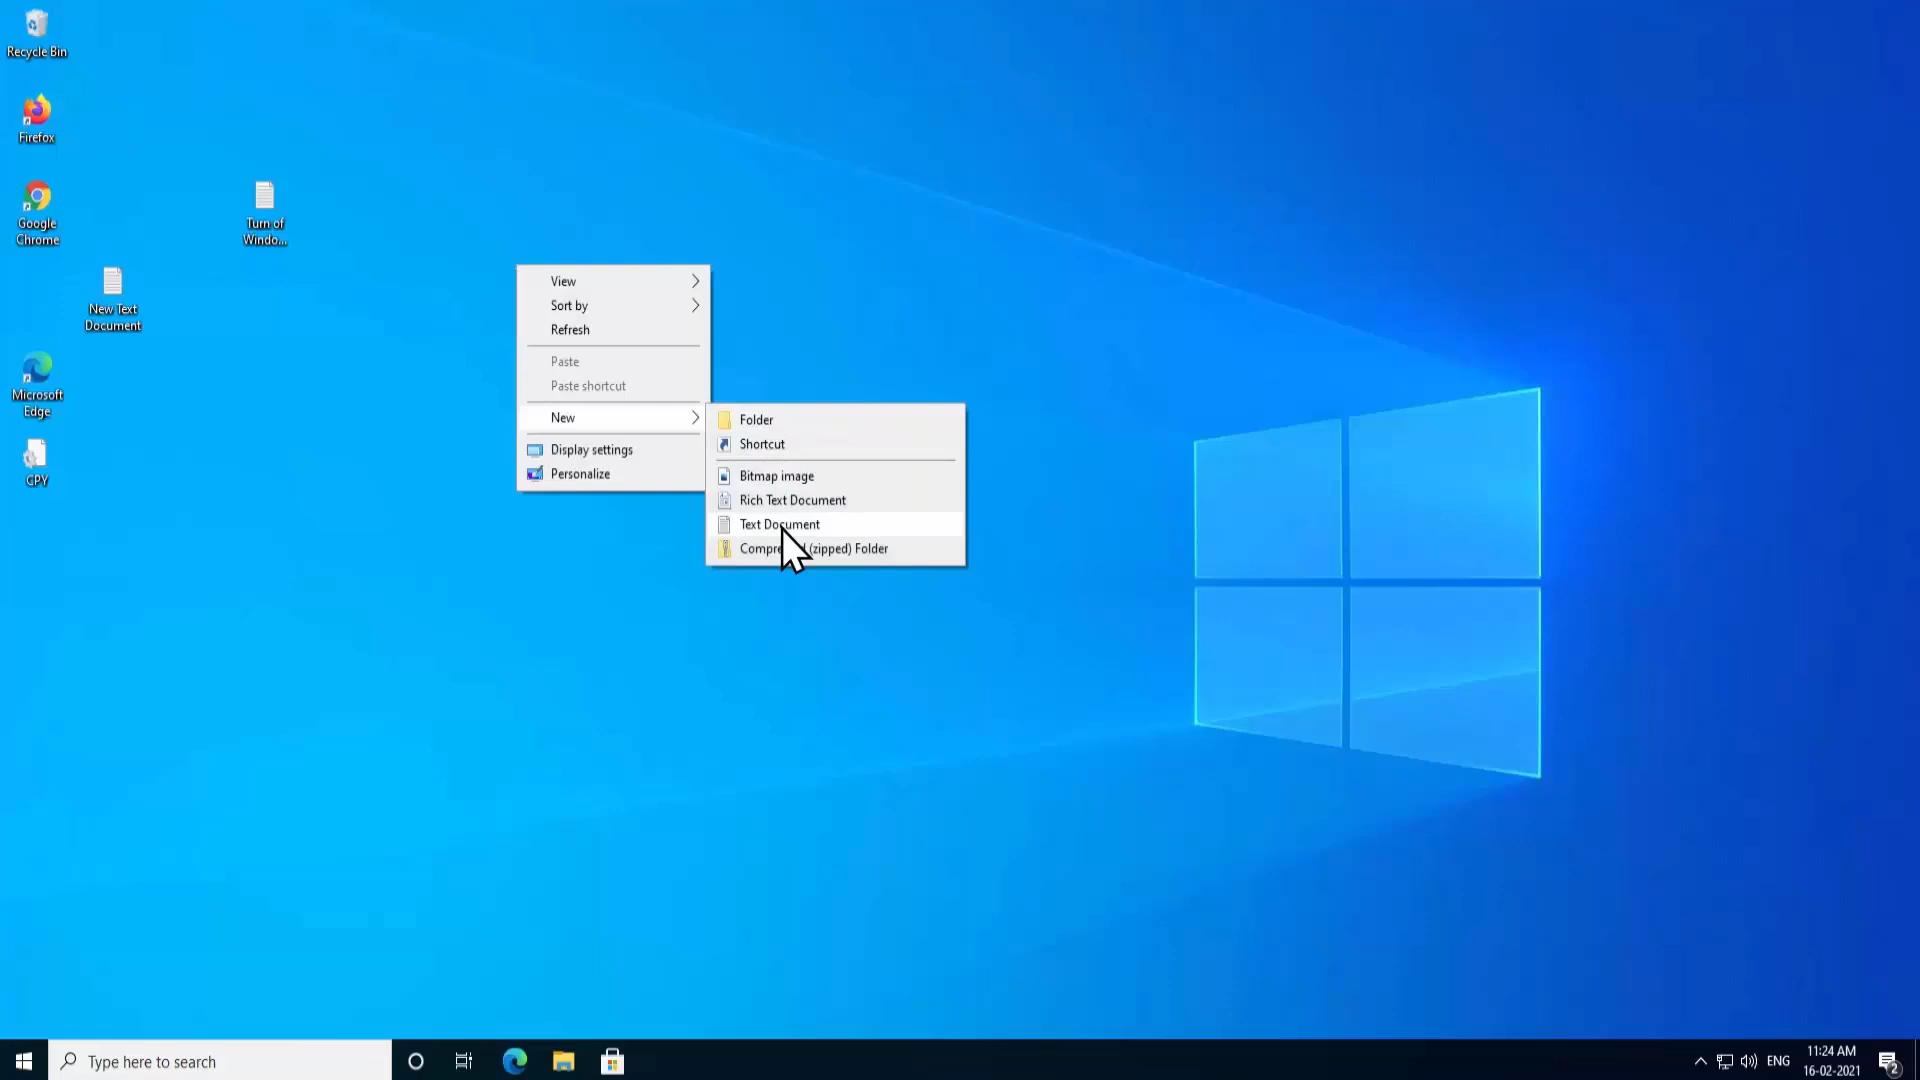 Recycle Bin
Firefox
Google
Chrome
Turn of
Windo...
New Text
Document
Microsoft
Edge
CPY
View
Sort by
Refresh
Paste
Paste shortcut
New
Display settings
Personalize
Folder
Shortcut
Bitmap image
Rich Text Document
Text Document
(zipped) Folder
Type here to search
ENG
11:24 AM
16-02-2021
2